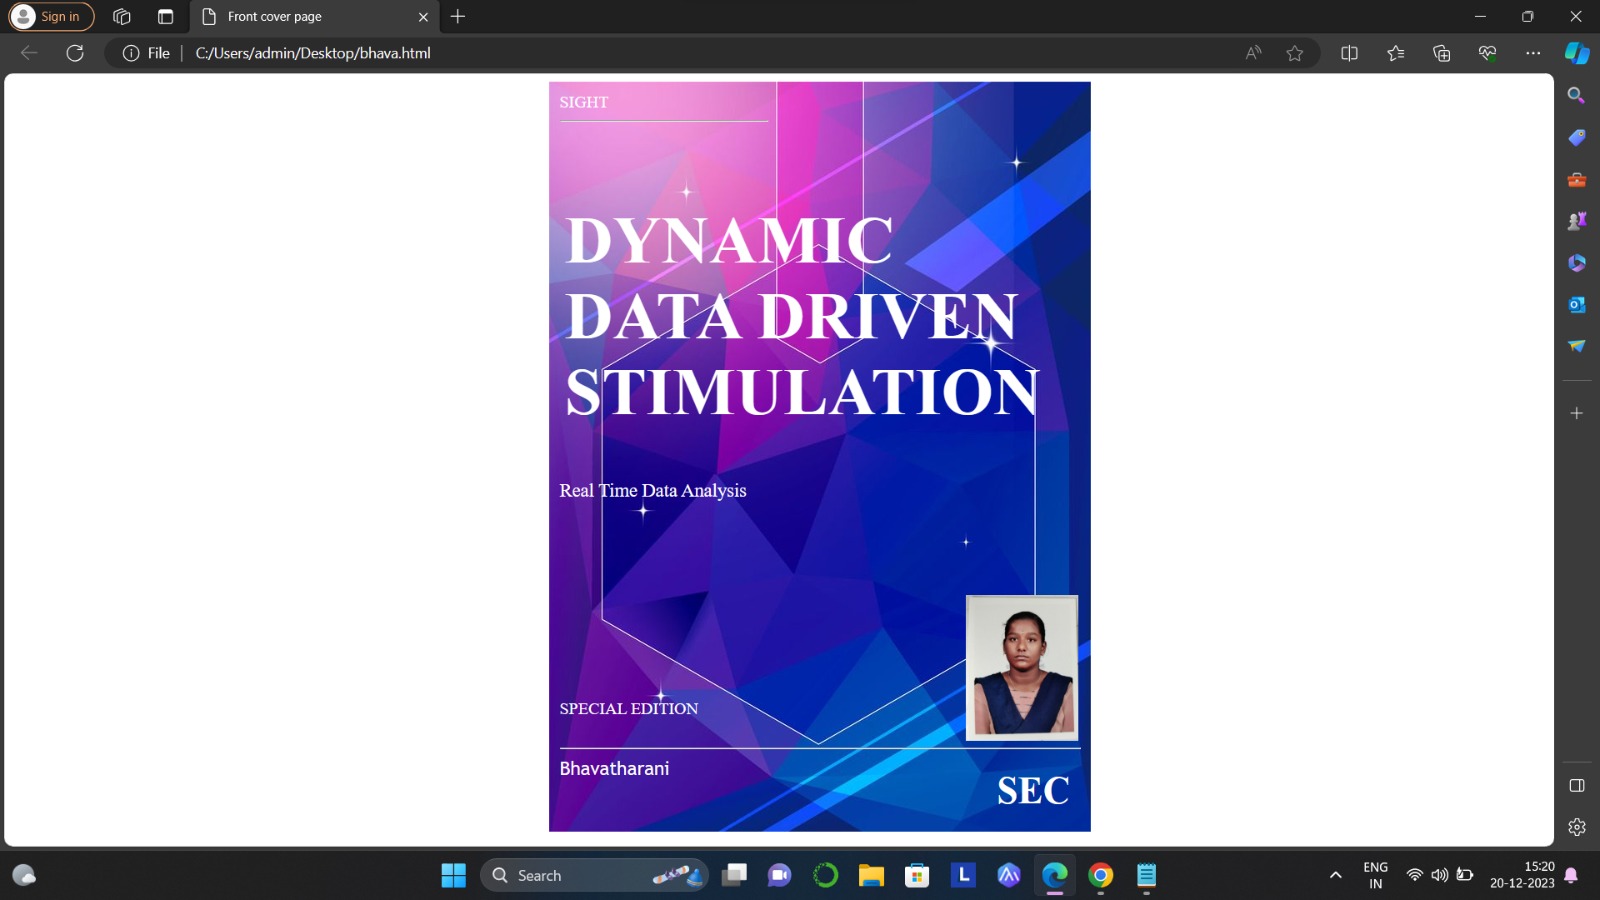 Sign in
Front cover page
File
C:/Users/admin/Desktop/bhava.html
SIGHT
DYNAMIC
DATA DRIVEN
STIMULATION
Real Time Data Analysis
SPECIAL EDITION
Bhavatharani
SEC
Search
L
ENG
IN
15:20
20-12-2023